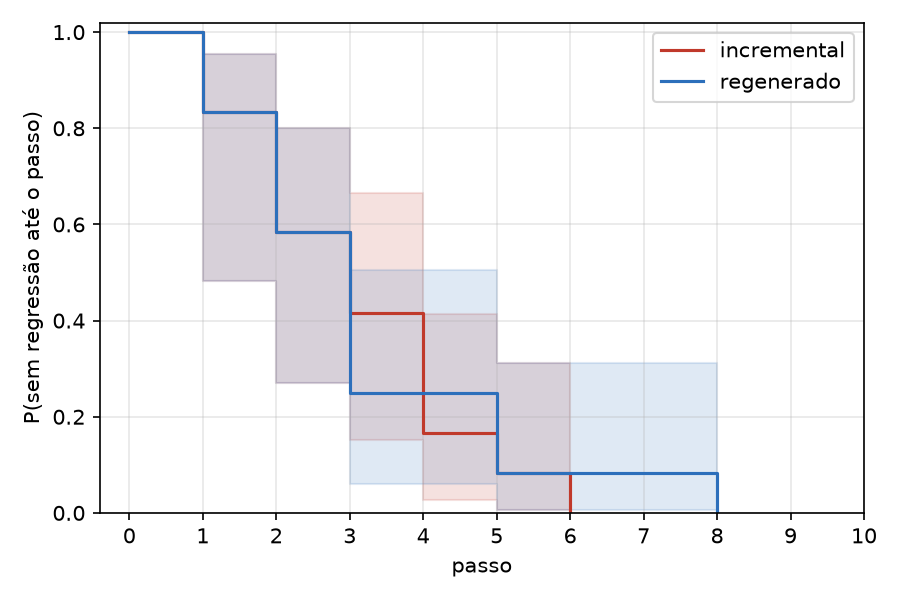 incremental
regenerado
P(sem regressão até o passo)
1.0
0.8
0.6
0.4
0.2
0.0
0 1 2 3 4 5 6 7 8 9 10
passo